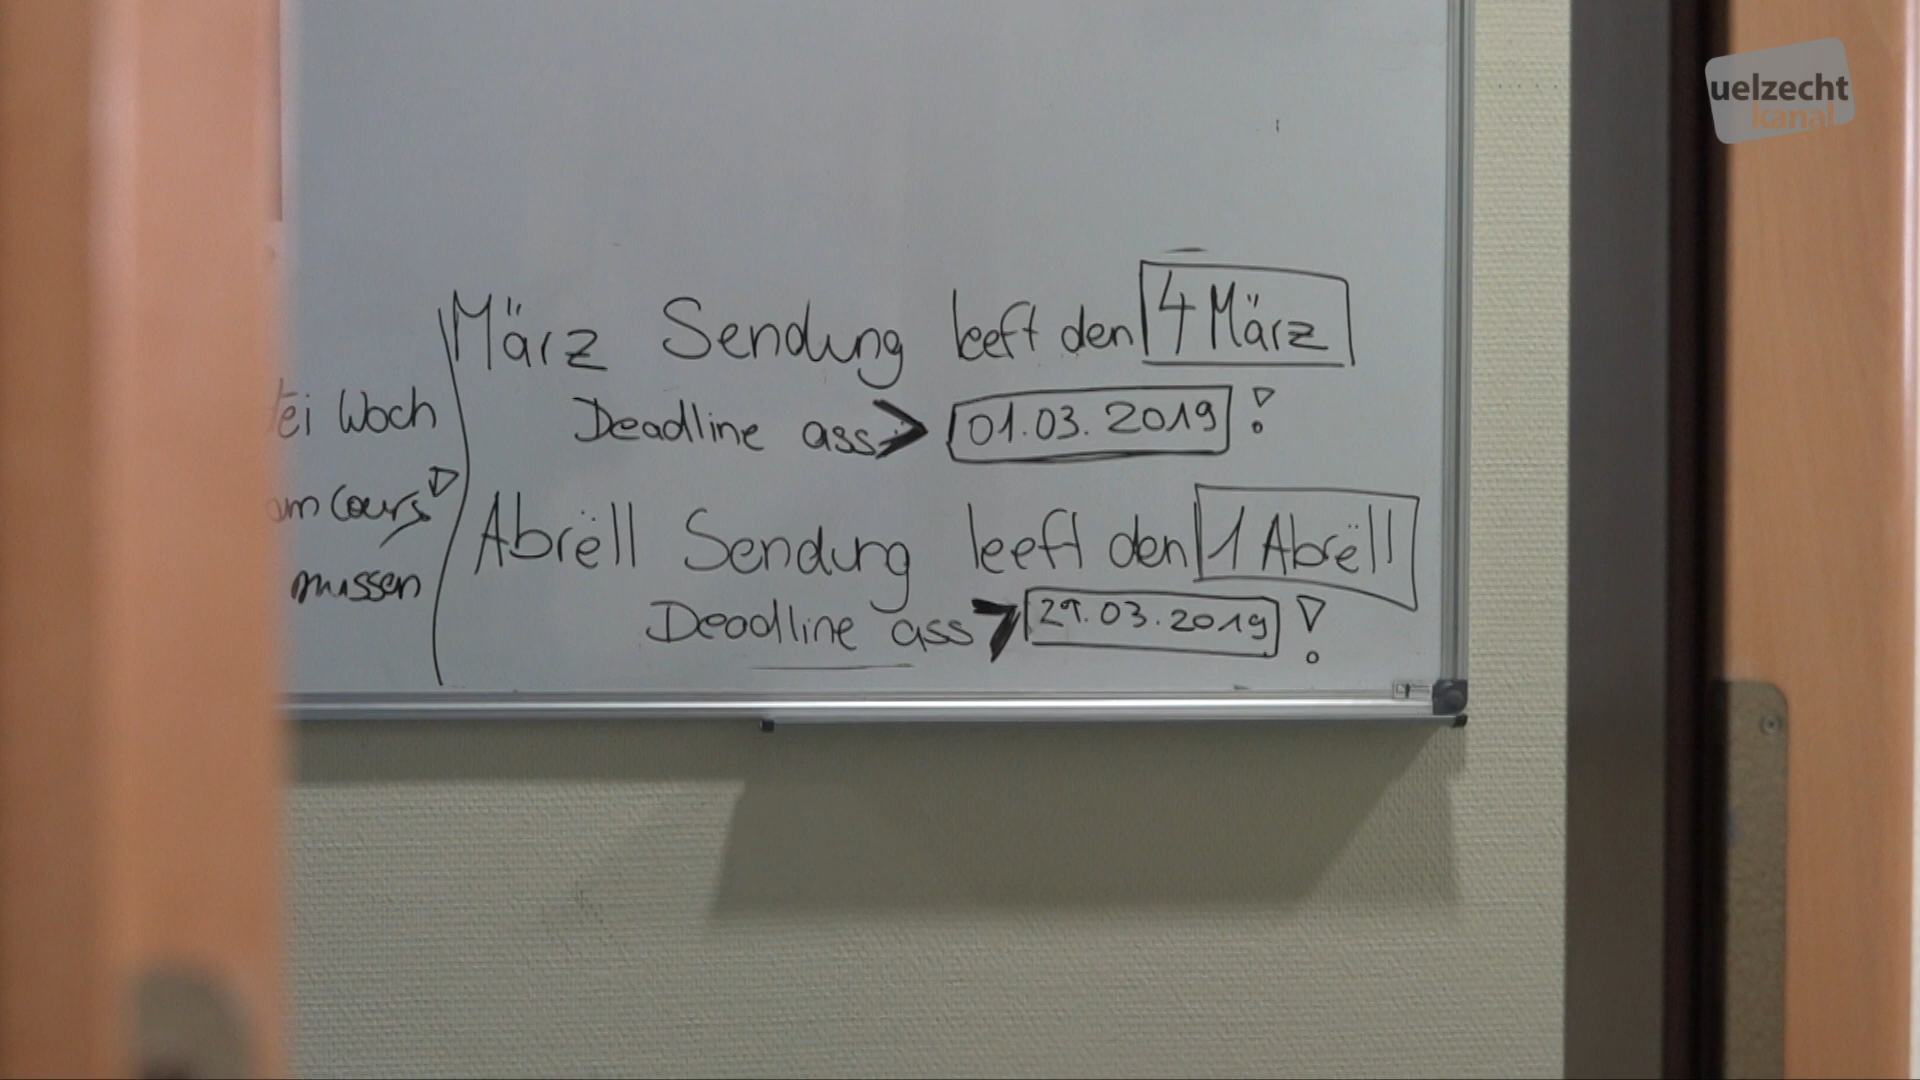 März Sendung leeft den 4 März
Deadline ass > 01.03.2019 !
Abrëll Sendung leeft den 1 Abrëll
Deadline ass > 29.03.2019 !
Woch
am Cours !
mussen
uelzecht
kanal